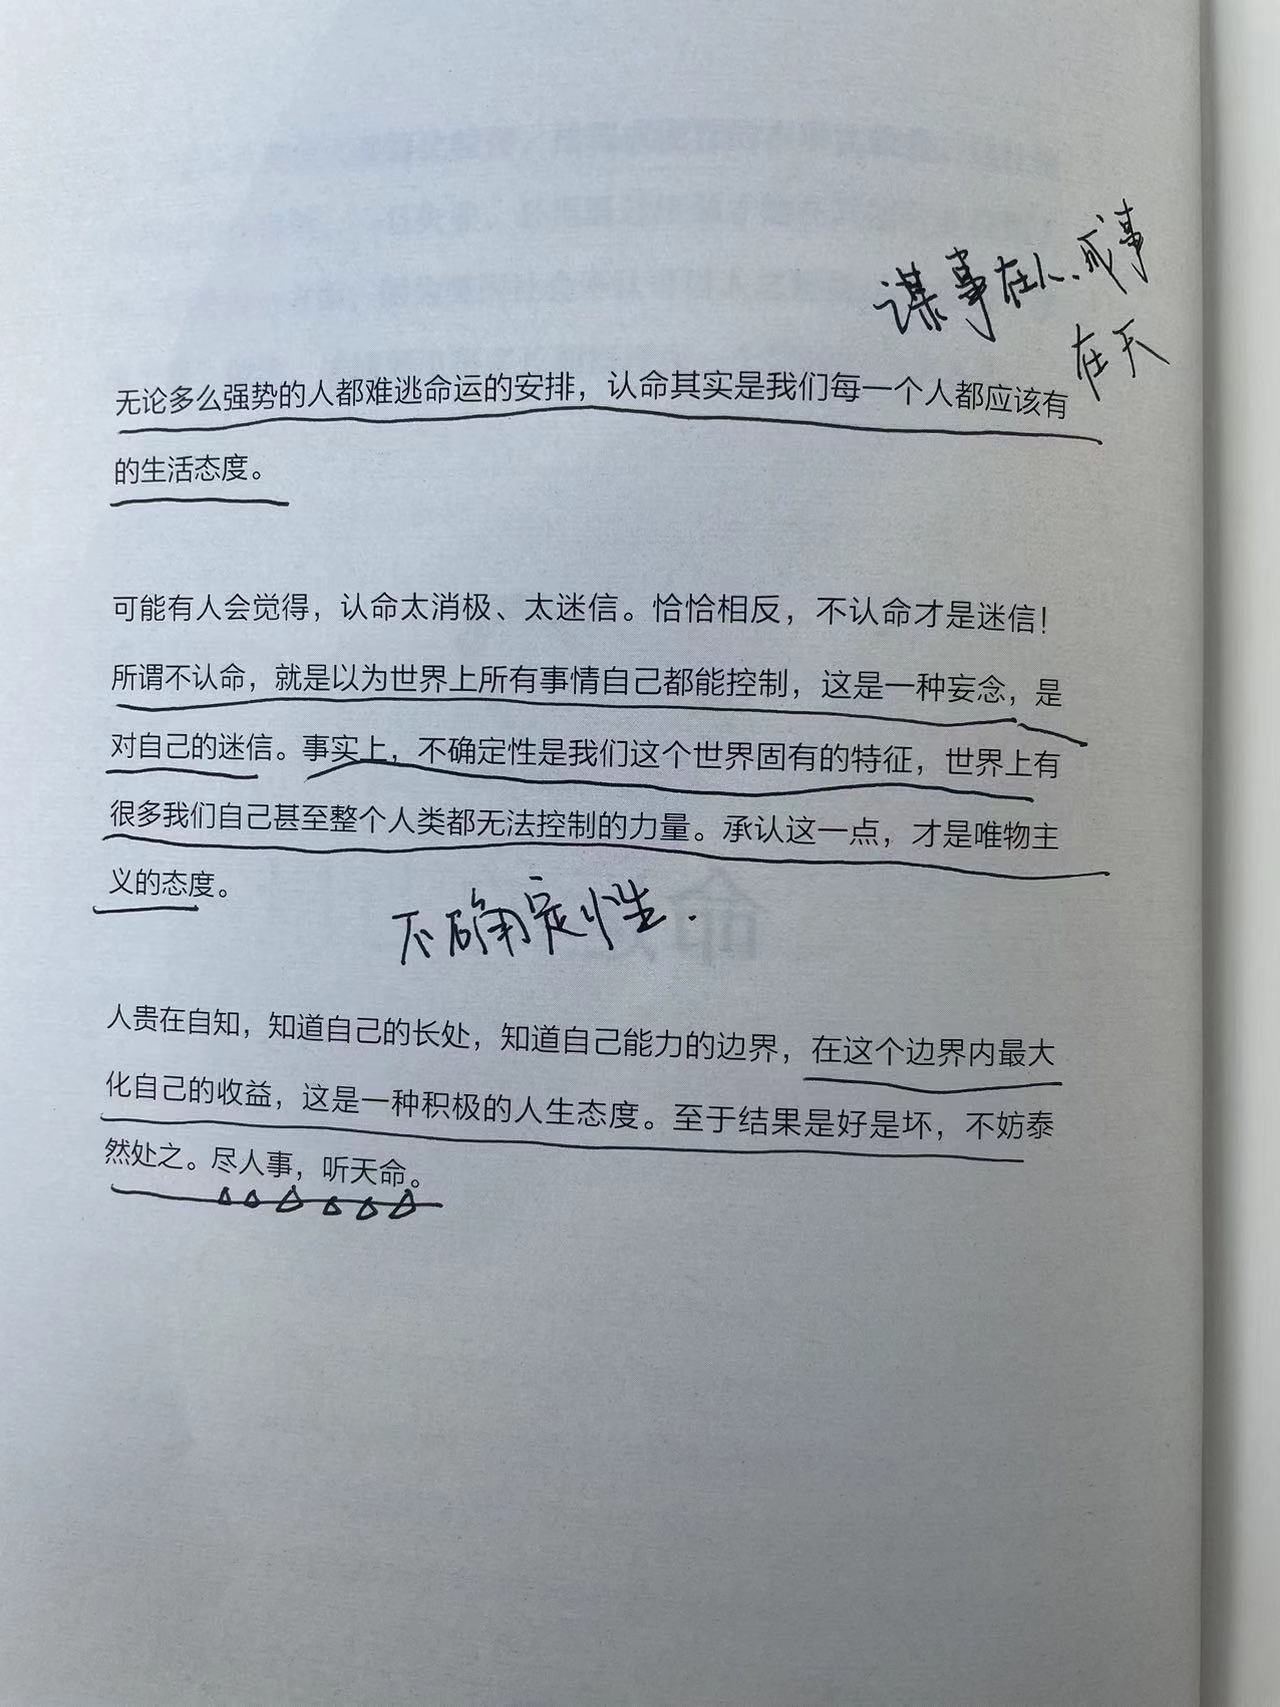 谋事在人、成事
在天
无论多么强势的人都难逃命运的安排，认命其实是我们每一个人都应该有
的生活态度。
可能有人会觉得，认命太消极、太迷信。恰恰相反，不认命才是迷信！
所谓不认命，就是以为世界上所有事情自己都能控制，这是一种妄念，是
对自己的迷信。事实上，不确定性是我们这个世界固有的特征，世界上有
很多我们自己甚至整个人类都无法控制的力量。承认这一点，才是唯物主
义的态度。
不确定性.
人贵在自知，知道自己的长处，知道自己能力的边界，在这个边界内最大
化自己的收益，这是一种积极的人生态度。至于结果是好是坏，不妨泰
然处之。尽人事，听天命。